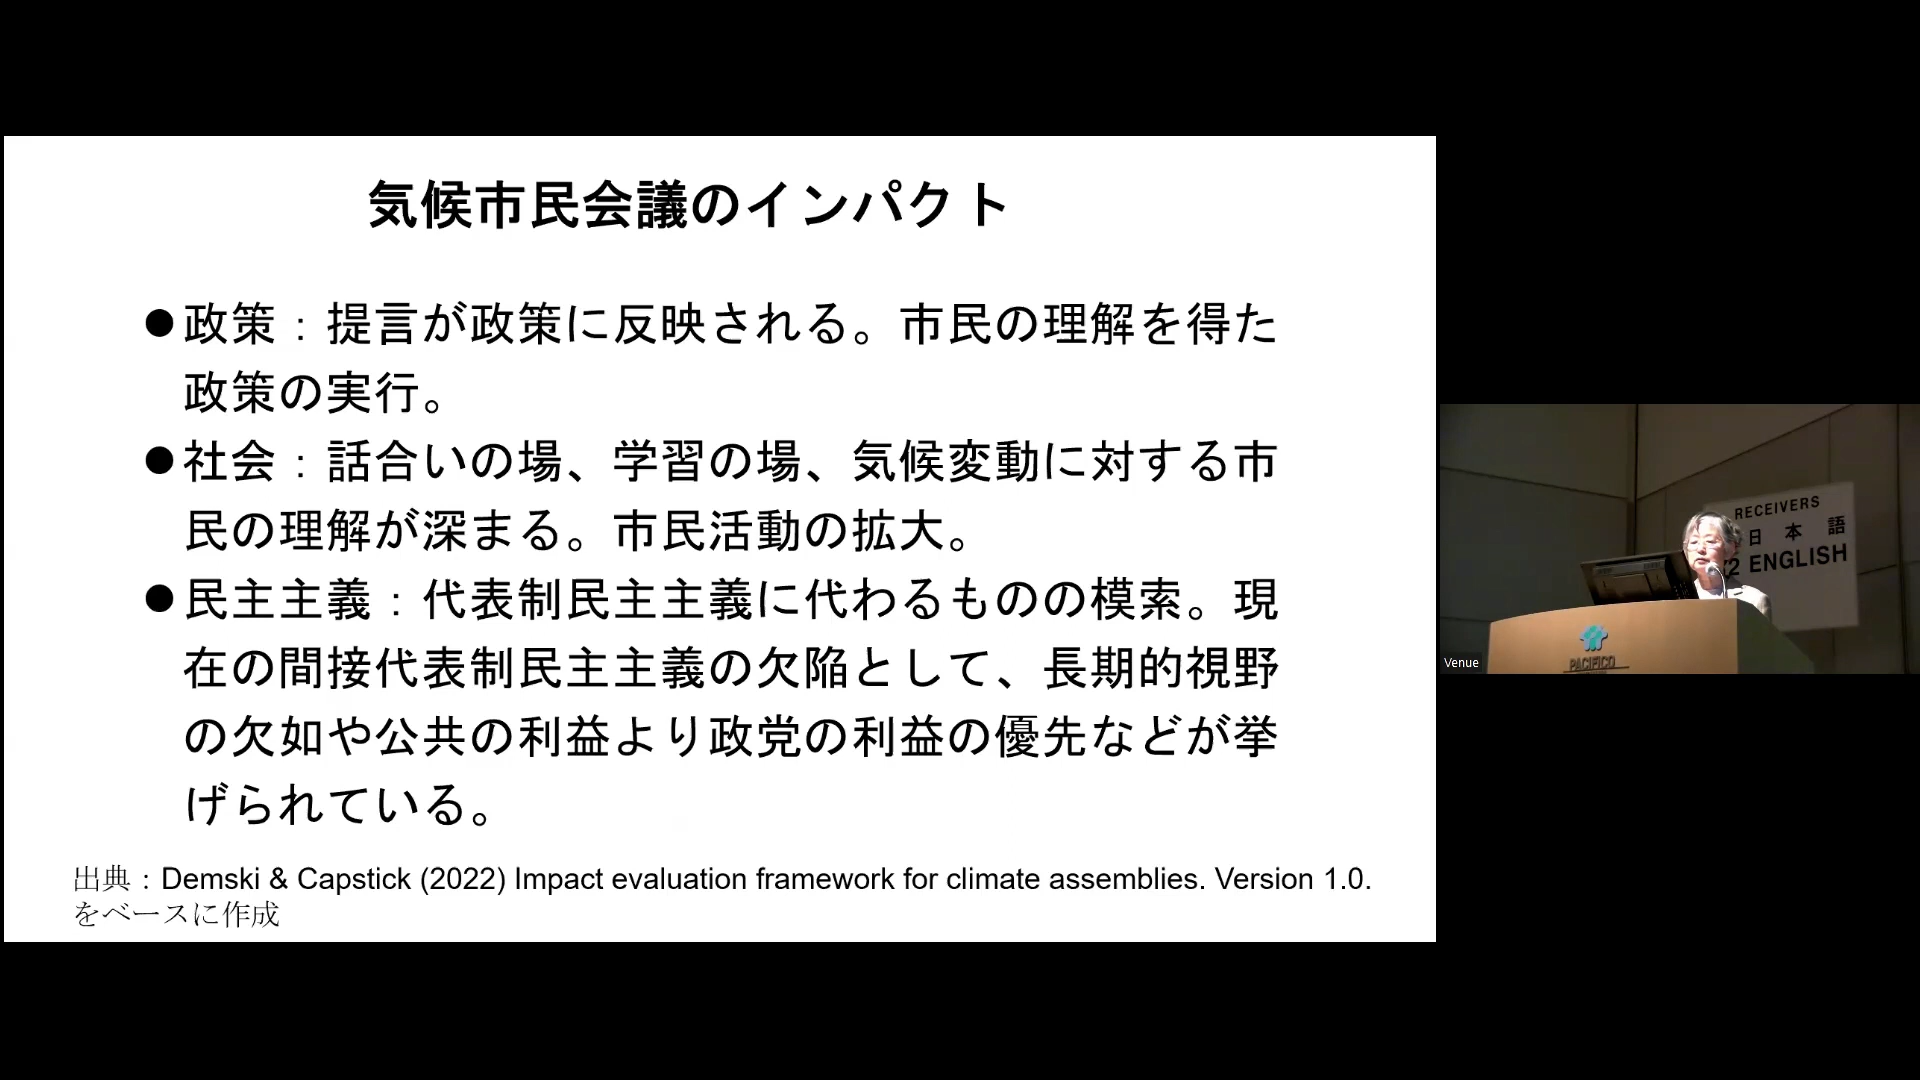 気候市民会議のインパクト
●政策：提言が政策に反映される。市民の理解を得た
政策の実行。
●社会：話合いの場、学習の場、気候変動に対する市
民の理解が深まる。市民活動の拡大。
●民主主義：代表制民主主義に代わるものの模索。現
在の間接代表制民主主義の欠陥として、長期的視野
の欠如や公共の利益より政党の利益の優先などが挙
げられている。
出典：Demski & Capstick (2022) Impact evaluation framework for climate assemblies. Version 1.0.
をベースに作成
RECEIVERS
日本語
2 ENGLISH
PACIFICO
Venue